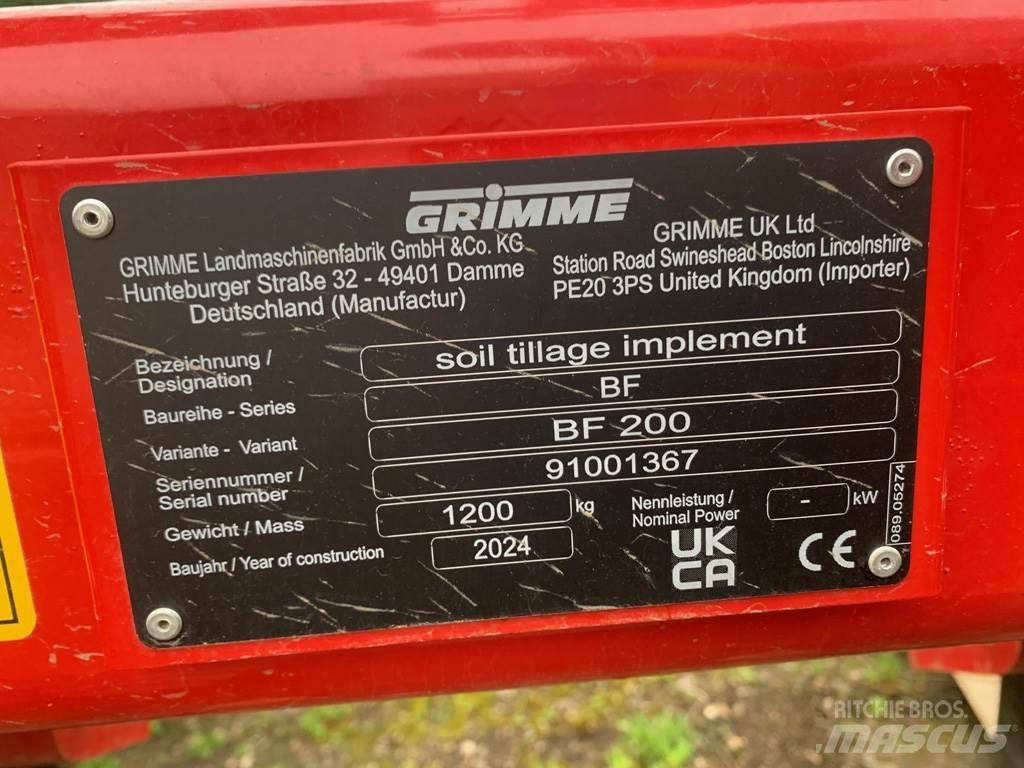 GRIMME
GRIMME Landmaschinenfabrik GmbH &Co. KG
Hunteburger Straße 32 - 49401 Damme
Deutschland (Manufactur)
GRIMME UK Ltd
Station Road Swineshead Boston Lincolnshire
PE20 3PS United Kingdom (Importer)
Bezeichnung /
Designation
soil tillage implement
Baureihe - Series
BF
Variante - Variant
BF 200
Seriennummer /
Serial number
91001367
Gewicht / Mass
1200 kg
Nennleistung /
Nominal Power
- kW
Baujahr / Year of construction
2024
UK
CA
CE
089.05274
RITCHIE BROS.
MASCUS